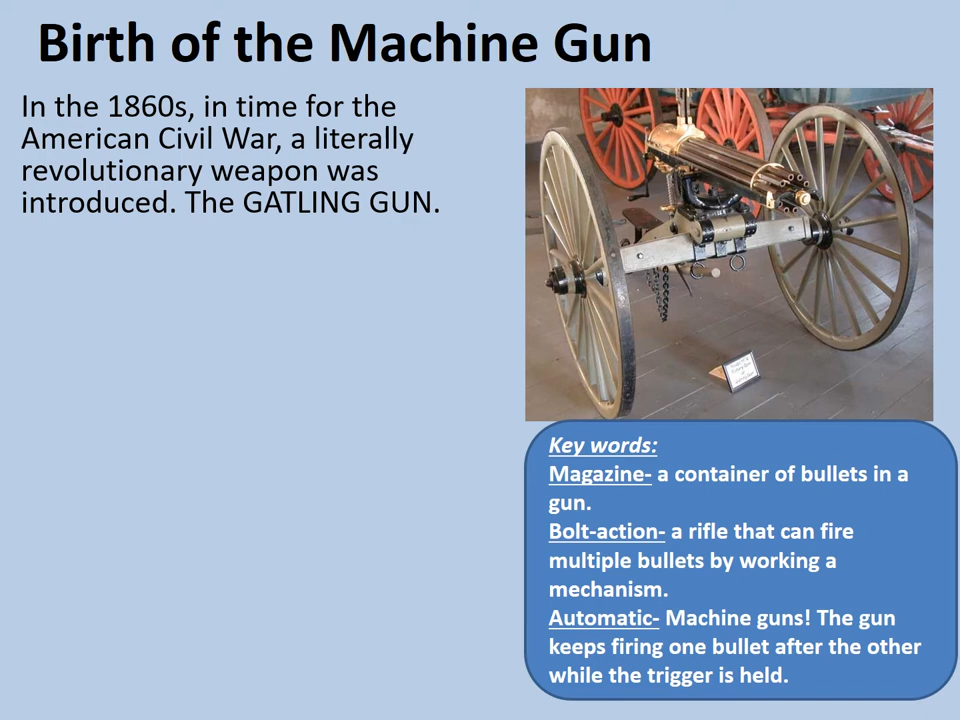 Birth of the Machine Gun
In the 1860s, in time for the
American Civil War, a literally
revolutionary weapon was
introduced. The GATLING GUN.
Key words:
Magazine- a container of bullets in a
gun.
Bolt-action- a rifle that can fire
multiple bullets by working a
mechanism.
Automatic- Machine guns! The gun
keeps firing one bullet after the other
while the trigger is held.